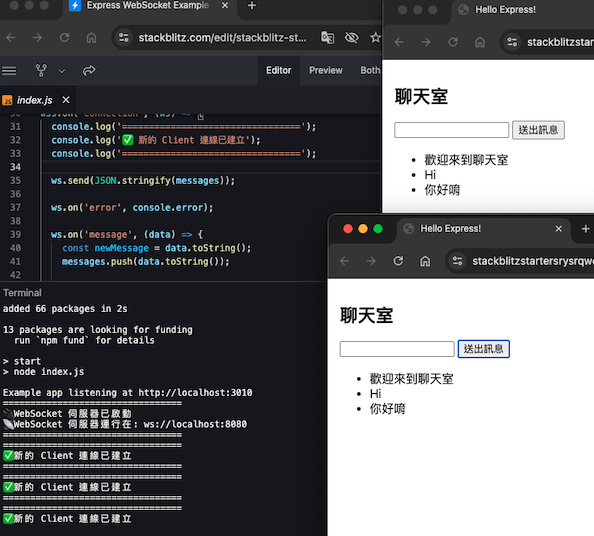 Express WebSocket Example
stackblitz.com/edit/stackblitz-st...
Editor
Preview
Both
index.js
30 wss.on('connection', (ws) => {
31 console.log('=================================');
32 console.log('✅ 新的 Client 連線已建立');
33 console.log('=================================');
34
35 ws.send(JSON.stringify(messages));
36
37 ws.on('error', console.error);
38
39 ws.on('message', (data) => {
40 const newMessage = data.toString();
41 messages.push(data.toString());
42
Terminal
added 66 packages in 2s
13 packages are looking for funding
run `npm fund` for details
> start
> node index.js
Example app listening at http://localhost:3010
=================================
🔌WebSocket 伺服器已啟動
📡WebSocket 伺服器運行在: ws://localhost:8080
=================================
=================================
✅新的 Client 連線已建立
=================================
=================================
✅新的 Client 連線已建立
=================================
=================================
✅新的 Client 連線已建立
Hello Express!
stackblitzstar
聊天室
送出訊息
• 歡迎來到聊天室
• Hi
• 你好唷
Hello Express!
stackblitzstartersrysrqw
聊天室
送出訊息
• 歡迎來到聊天室
• Hi
• 你好唷